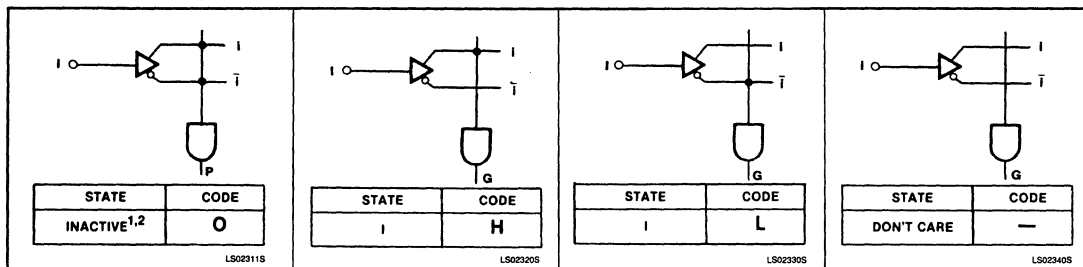 I
I
Ī
P
STATE CODE
INACTIVE1,2 O
LS02311S
I
I
Ī
G
STATE CODE
I H
LS02320S
I
I
Ī
G
STATE CODE
I L
LS02330S
I
I
Ī
G
STATE CODE
DON'T CARE —
LS02340S